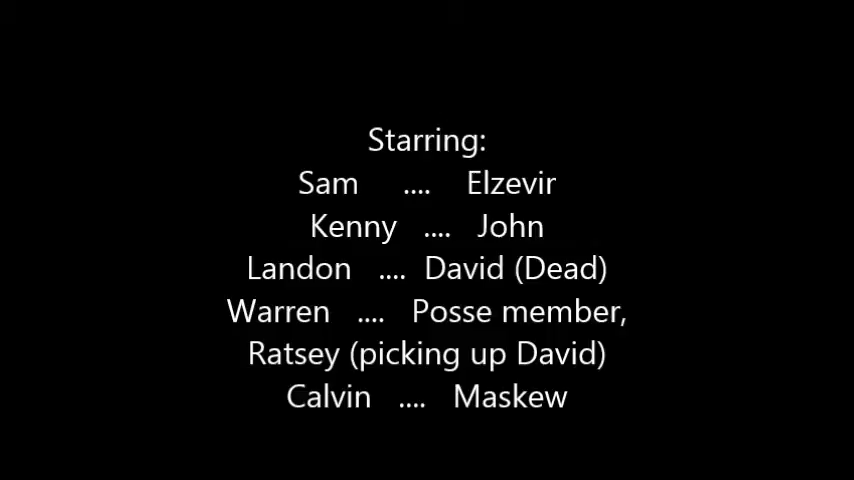 Starring:
Sam .... Elzevir
Kenny .... John
Landon .... David (Dead)
Warren .... Posse member,
Ratsey (picking up David)
Calvin .... Maskew